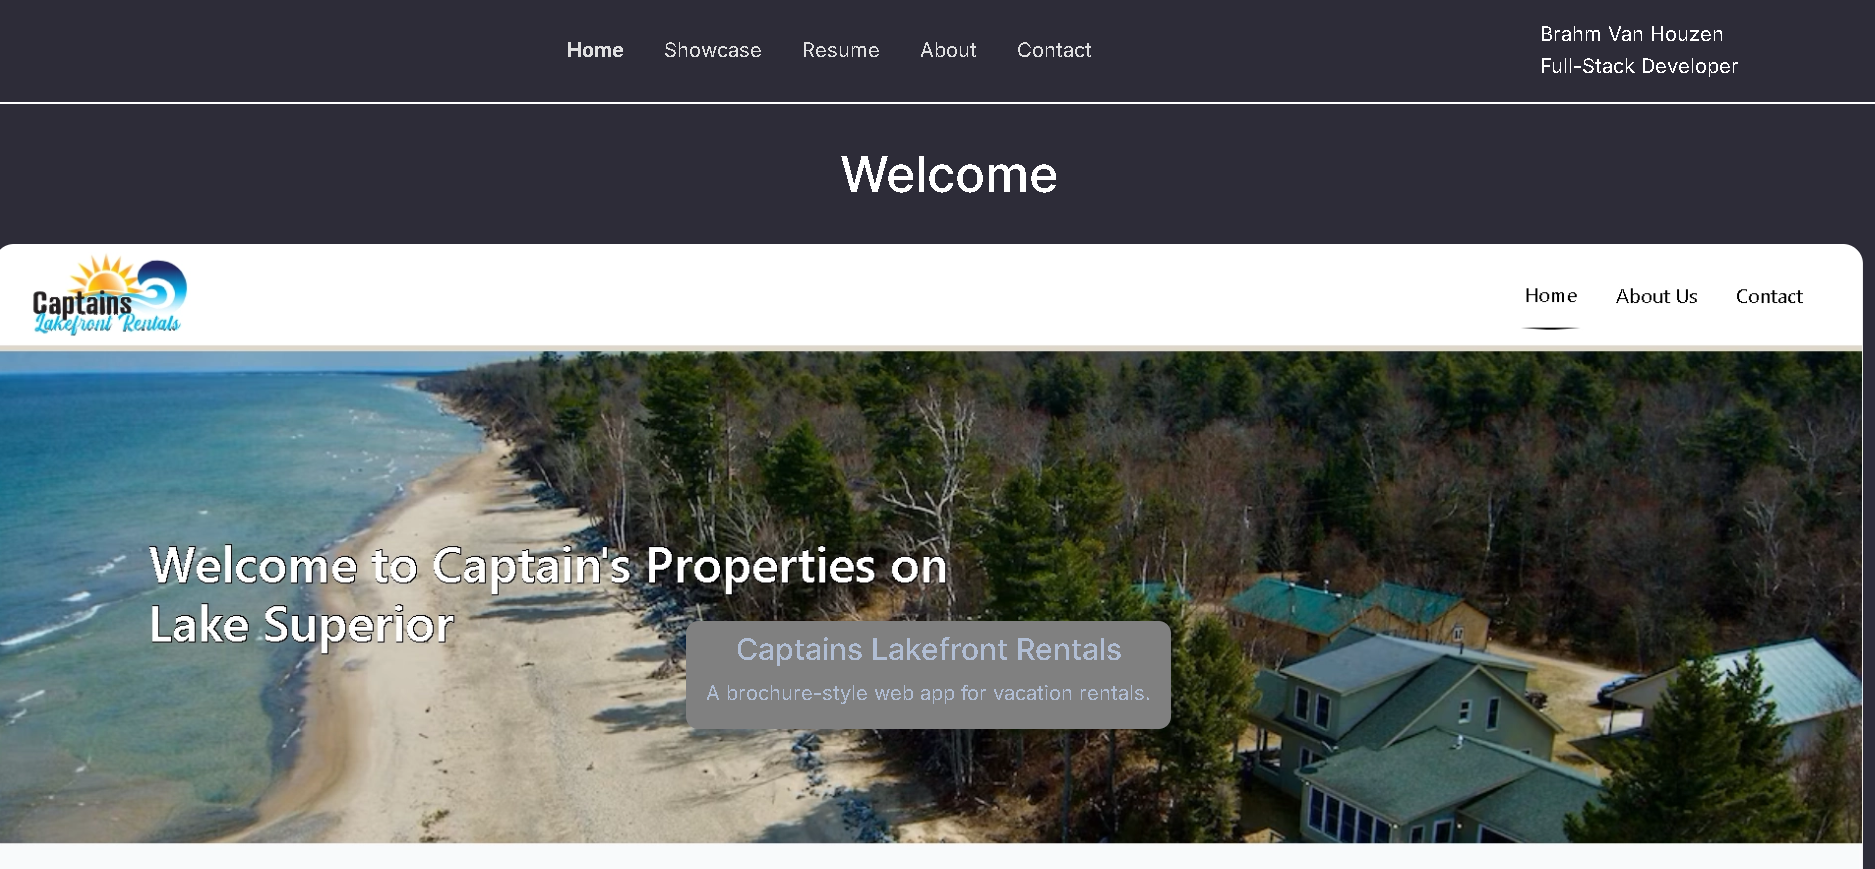 Home Showcase Resume About Contact
Brahm Van Houzen
Full-Stack Developer
Welcome
Captains
Lakefront Rentals
Home About Us Contact
Welcome to Captain's Properties on
Lake Superior
Captains Lakefront Rentals
A brochure-style web app for vacation rentals.